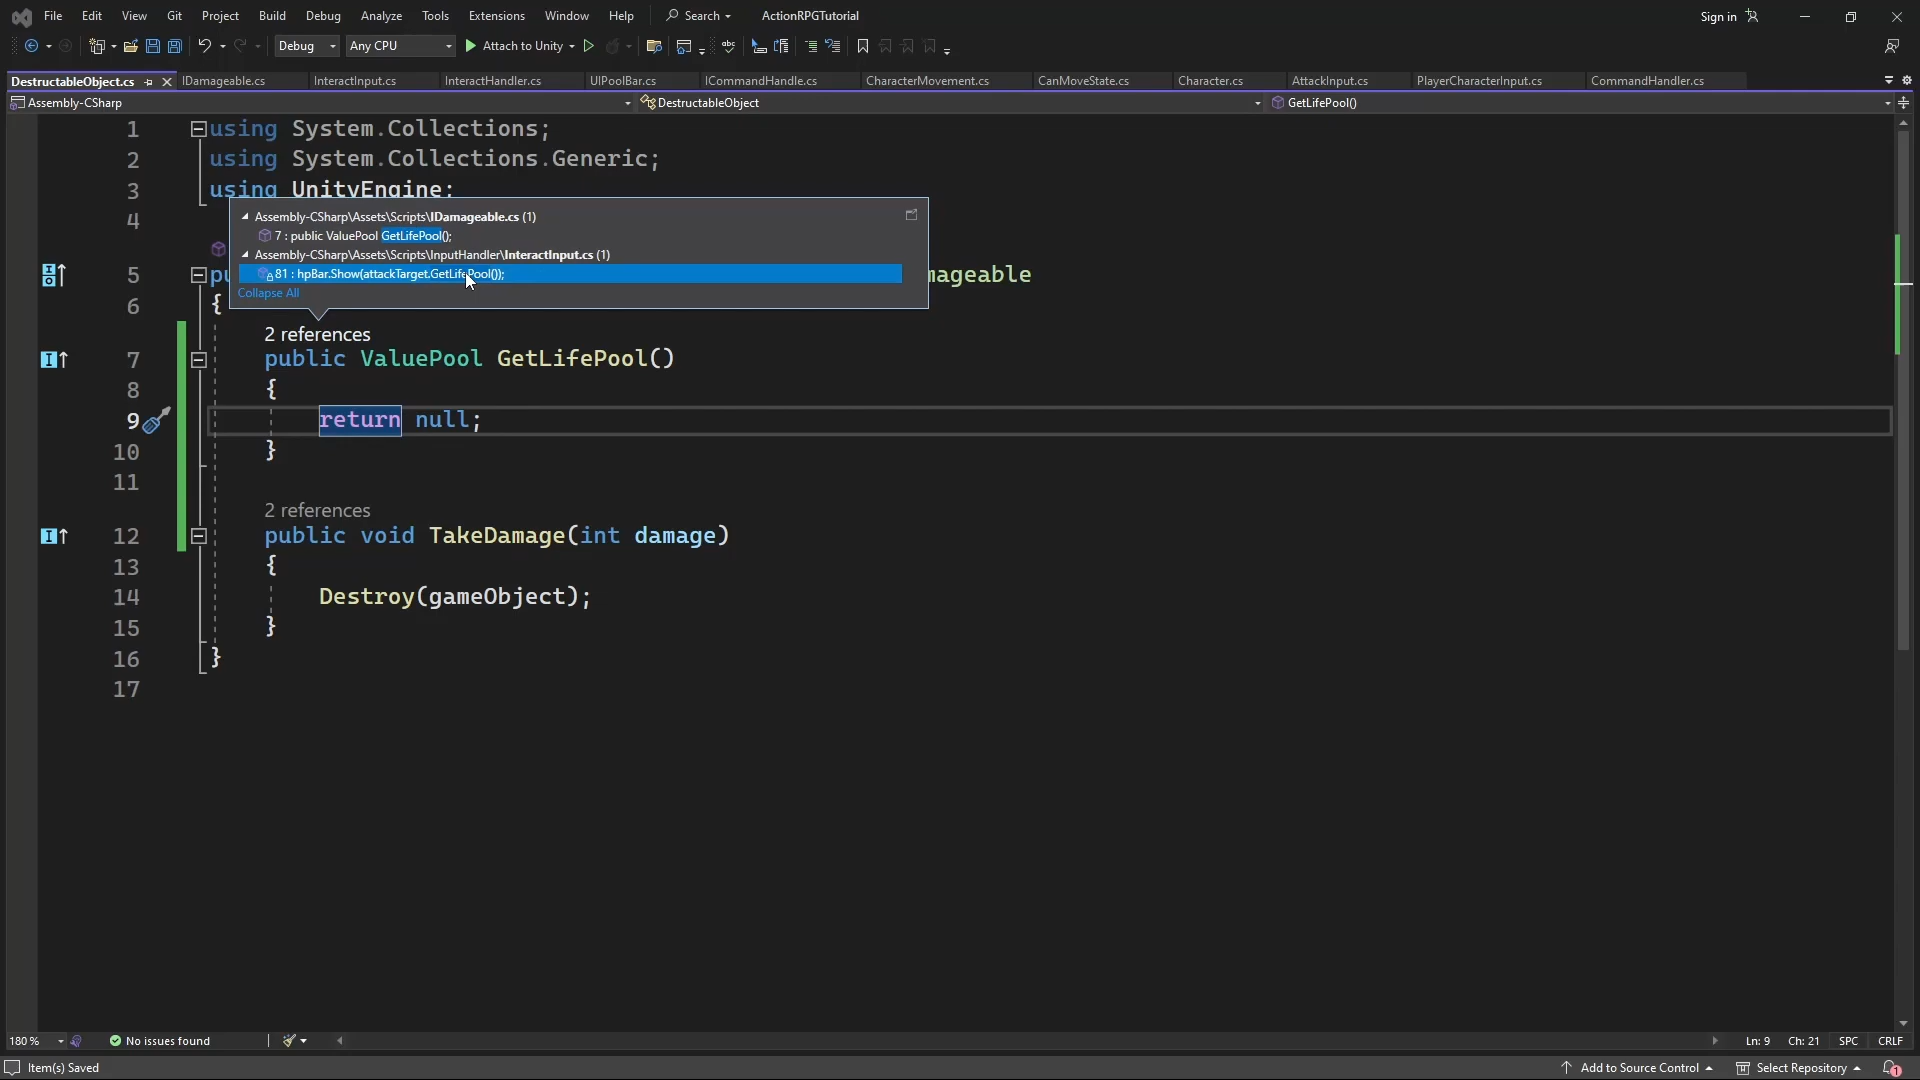 File Edit View Git Project Build Debug Analyze Tools Extensions Window Help Search ActionRPGTutorial Sign in
Debug Any CPU Attach to Unity
DestructableObject.cs IDamageable.cs InteractInput.cs InteractHandler.cs UIPoolBar.cs ICommandHandle.cs CharacterMovement.cs CanMoveState.cs Character.cs AttackInput.cs PlayerCharacterInput.cs CommandHandler.cs
Assembly-CSharp DestructableObject GetLifePool()
1 using System.Collections;
2 using System.Collections.Generic;
3 using UnityEngine;
4
Assembly-CSharp\Assets\Scripts\IDamageable.cs (1)
7 : public ValuePool GetLifePool();
Assembly-CSharp\Assets\Scripts\InputHandler\InteractInput.cs (1)
81 : hpBar.Show(attackTarget.GetLifePool());
Collapse All
5 pu mageable
6 {
2 references
7 public ValuePool GetLifePool()
8 {
9 return null;
10 }
11
2 references
12 public void TakeDamage(int damage)
13 {
14 Destroy(gameObject);
15 }
16 }
17
180 % No issues found Ln: 9 Ch: 21 SPC CRLF
Item(s) Saved Add to Source Control Select Repository 1